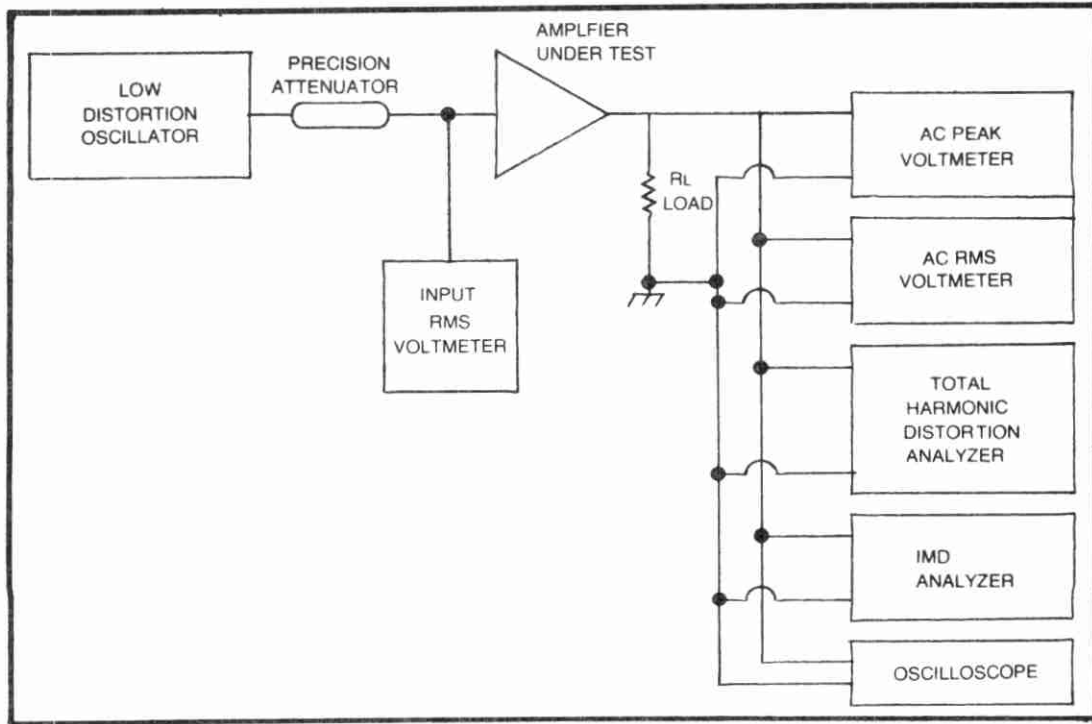 LOW
DISTORTION
OSCILLATOR
PRECISION
ATTENUATOR
AMPLFIER
UNDER TEST
INPUT
RMS
VOLTMETER
RL
LOAD
AC PEAK
VOLTMETER
AC RMS
VOLTMETER
TOTAL
HARMONIC
DISTORTION
ANALYZER
IMD
ANALYZER
OSCILLOSCOPE